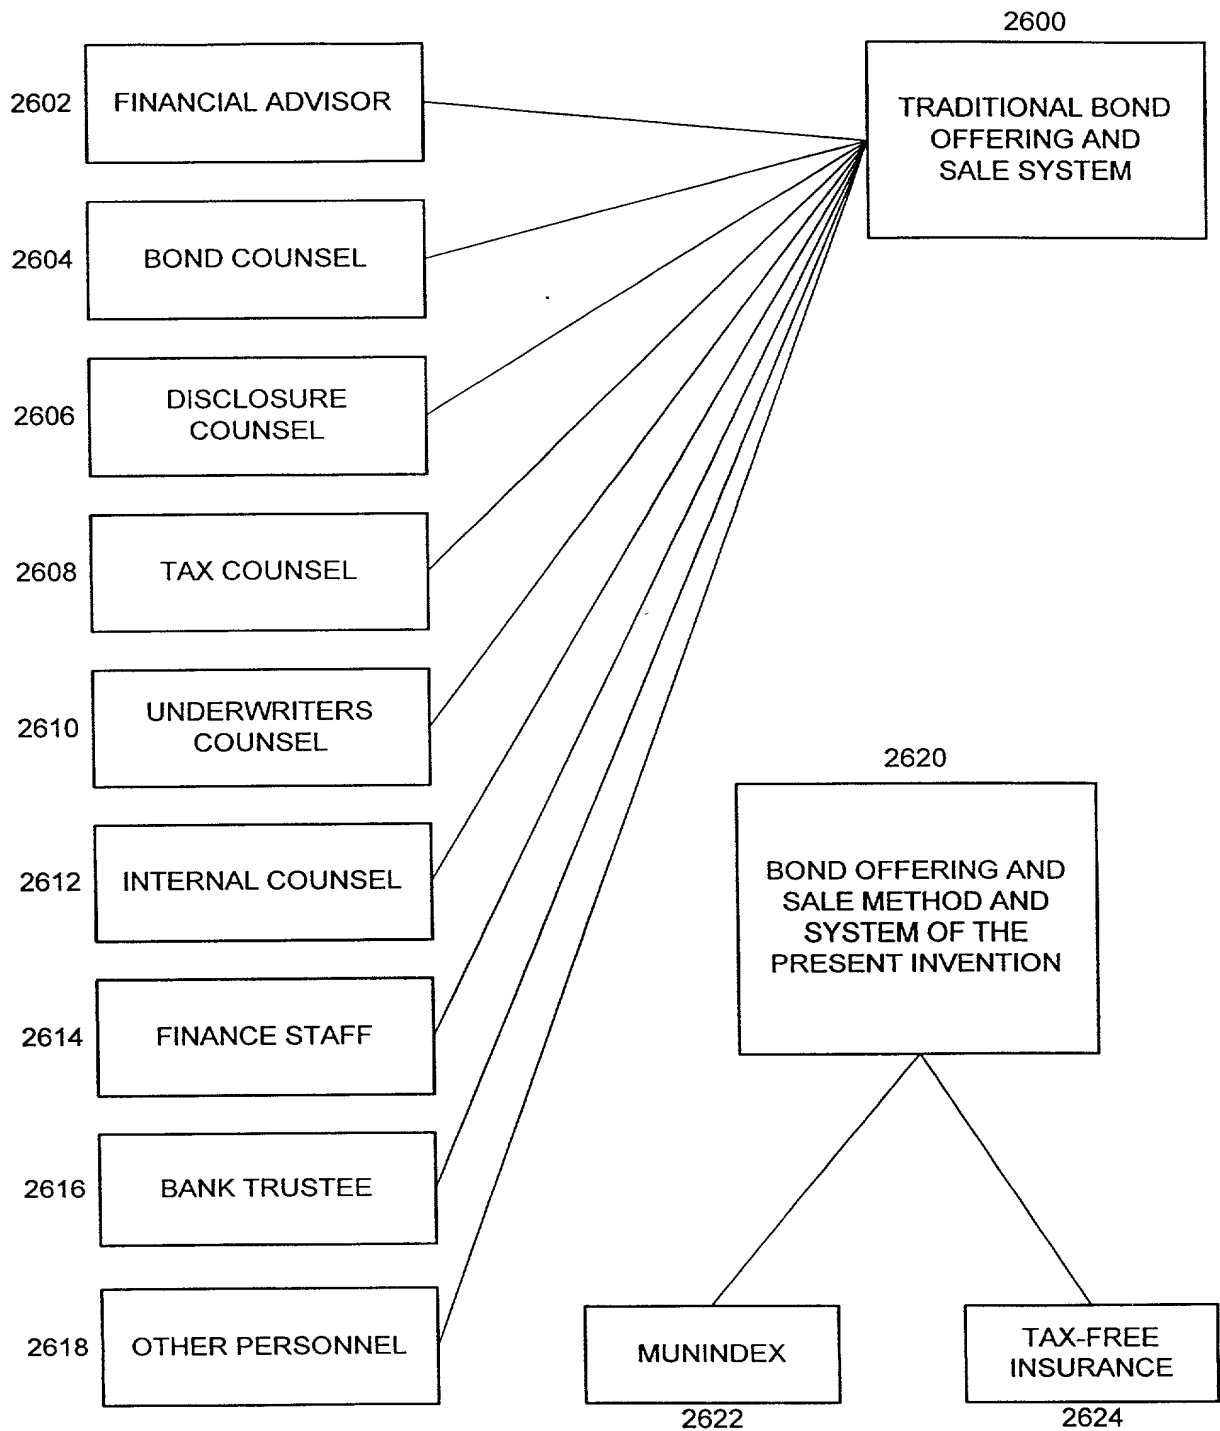 2600
TRADITIONAL BOND
OFFERING AND
SALE SYSTEM
2602
FINANCIAL ADVISOR
2604
BOND COUNSEL
2606
DISCLOSURE
COUNSEL
2608
TAX COUNSEL
2610
UNDERWRITERS
COUNSEL
2612
INTERNAL COUNSEL
2614
FINANCE STAFF
2616
BANK TRUSTEE
2618
OTHER PERSONNEL
2620
BOND OFFERING AND
SALE METHOD AND
SYSTEM OF THE
PRESENT INVENTION
MUNINDEX
2622
TAX-FREE
INSURANCE
2624